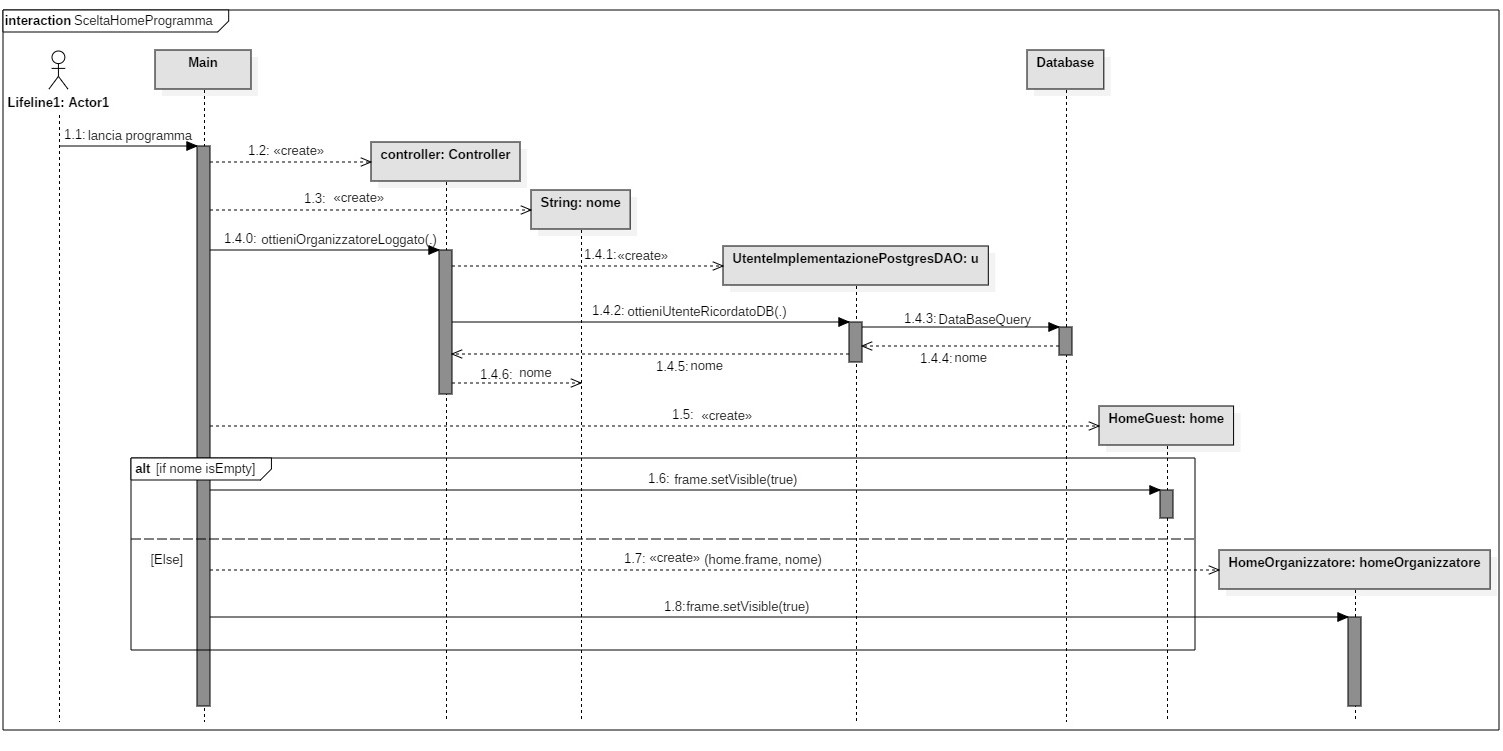 interaction SceltaHomeProgramma
Main
Database
Lifeline1: Actor1
1.1: lancia programma
1.2: «create»
controller: Controller
1.3: «create»
String: nome
1.4.0: ottieniOrganizzatoreLoggato(.)
1.4.1: «create»
UtenteImplementazionePostgresDAO: u
1.4.2: ottieniUtenteRicordatoDB(.)
1.4.3: DataBaseQuery
1.4.4: nome
1.4.5: nome
1.4.6: nome
1.5: «create»
HomeGuest: home
alt [if nome isEmpty]
1.6: frame.setVisible(true)
[Else]
1.7: «create» (home.frame, nome)
HomeOrganizzatore: homeOrganizzatore
1.8: frame.setVisible(true)